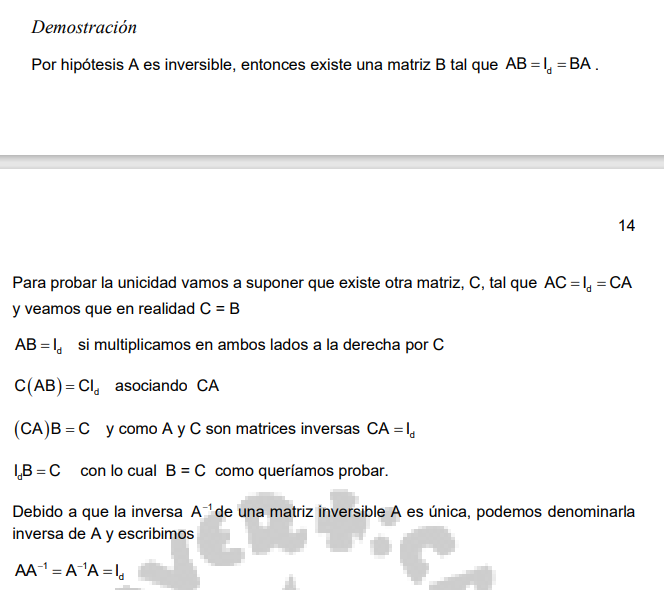 Demostración
Por hipótesis A es inversible, entonces existe una matriz B tal que AB = I_d = BA .
14
Para probar la unicidad vamos a suponer que existe otra matriz, C, tal que AC = I_d = CA
y veamos que en realidad C = B
AB = I_d si multiplicamos en ambos lados a la derecha por C
C(AB) = CI_d asociando CA
(CA)B = C y como A y C son matrices inversas CA = I_d
I_dB = C con lo cual B = C como queríamos probar.
Debido a que la inversa A⁻¹ de una matriz inversible A es única, podemos denominarla
inversa de A y escribimos
AA⁻¹ = A⁻¹A = I_d